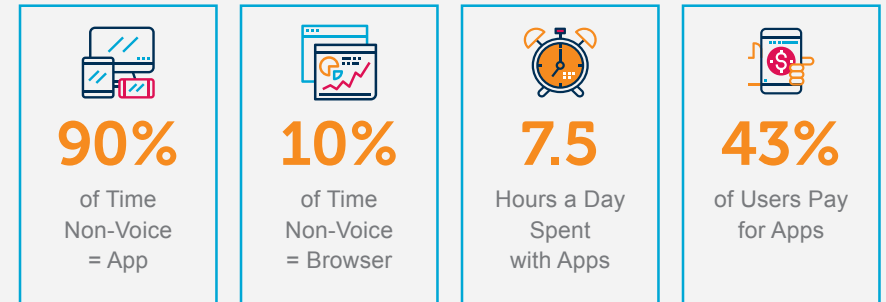 90%
of Time
Non-Voice
= App
10%
of Time
Non-Voice
= Browser
7.5
Hours a Day
Spent
with Apps
$
43%
of Users Pay
for Apps